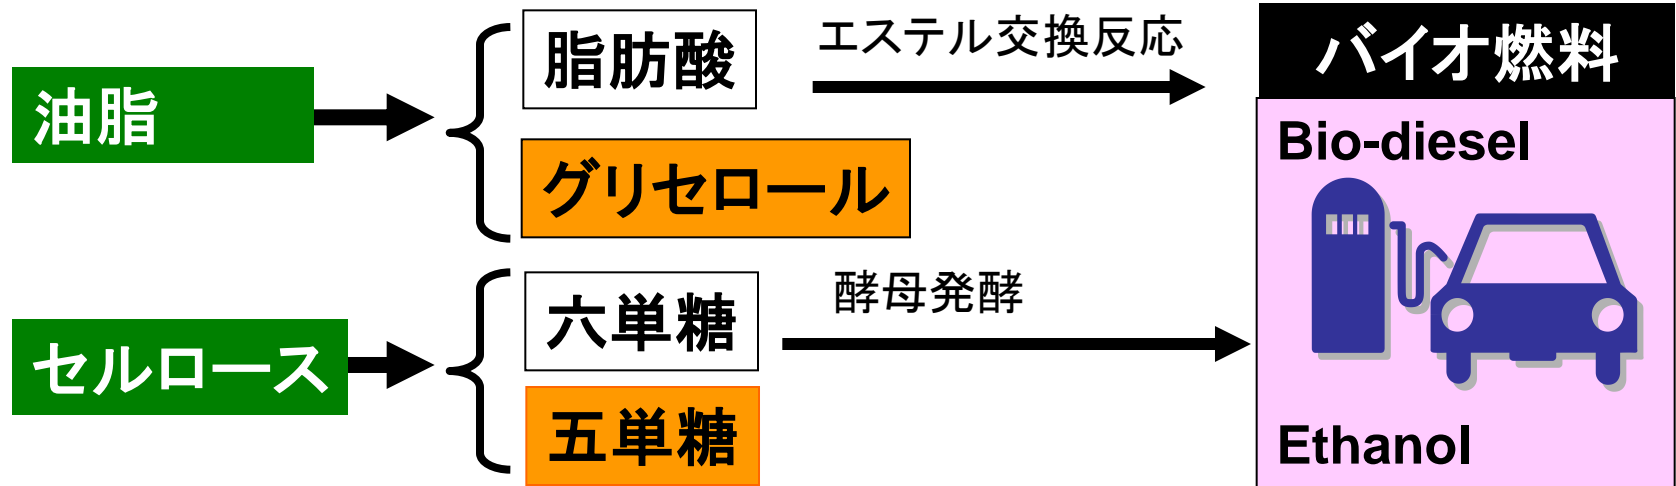 油脂
脂肪酸
グリセロール
エステル交換反応
セルロース
六単糖
五単糖
酵母発酵
バイオ燃料
Bio-diesel
Ethanol